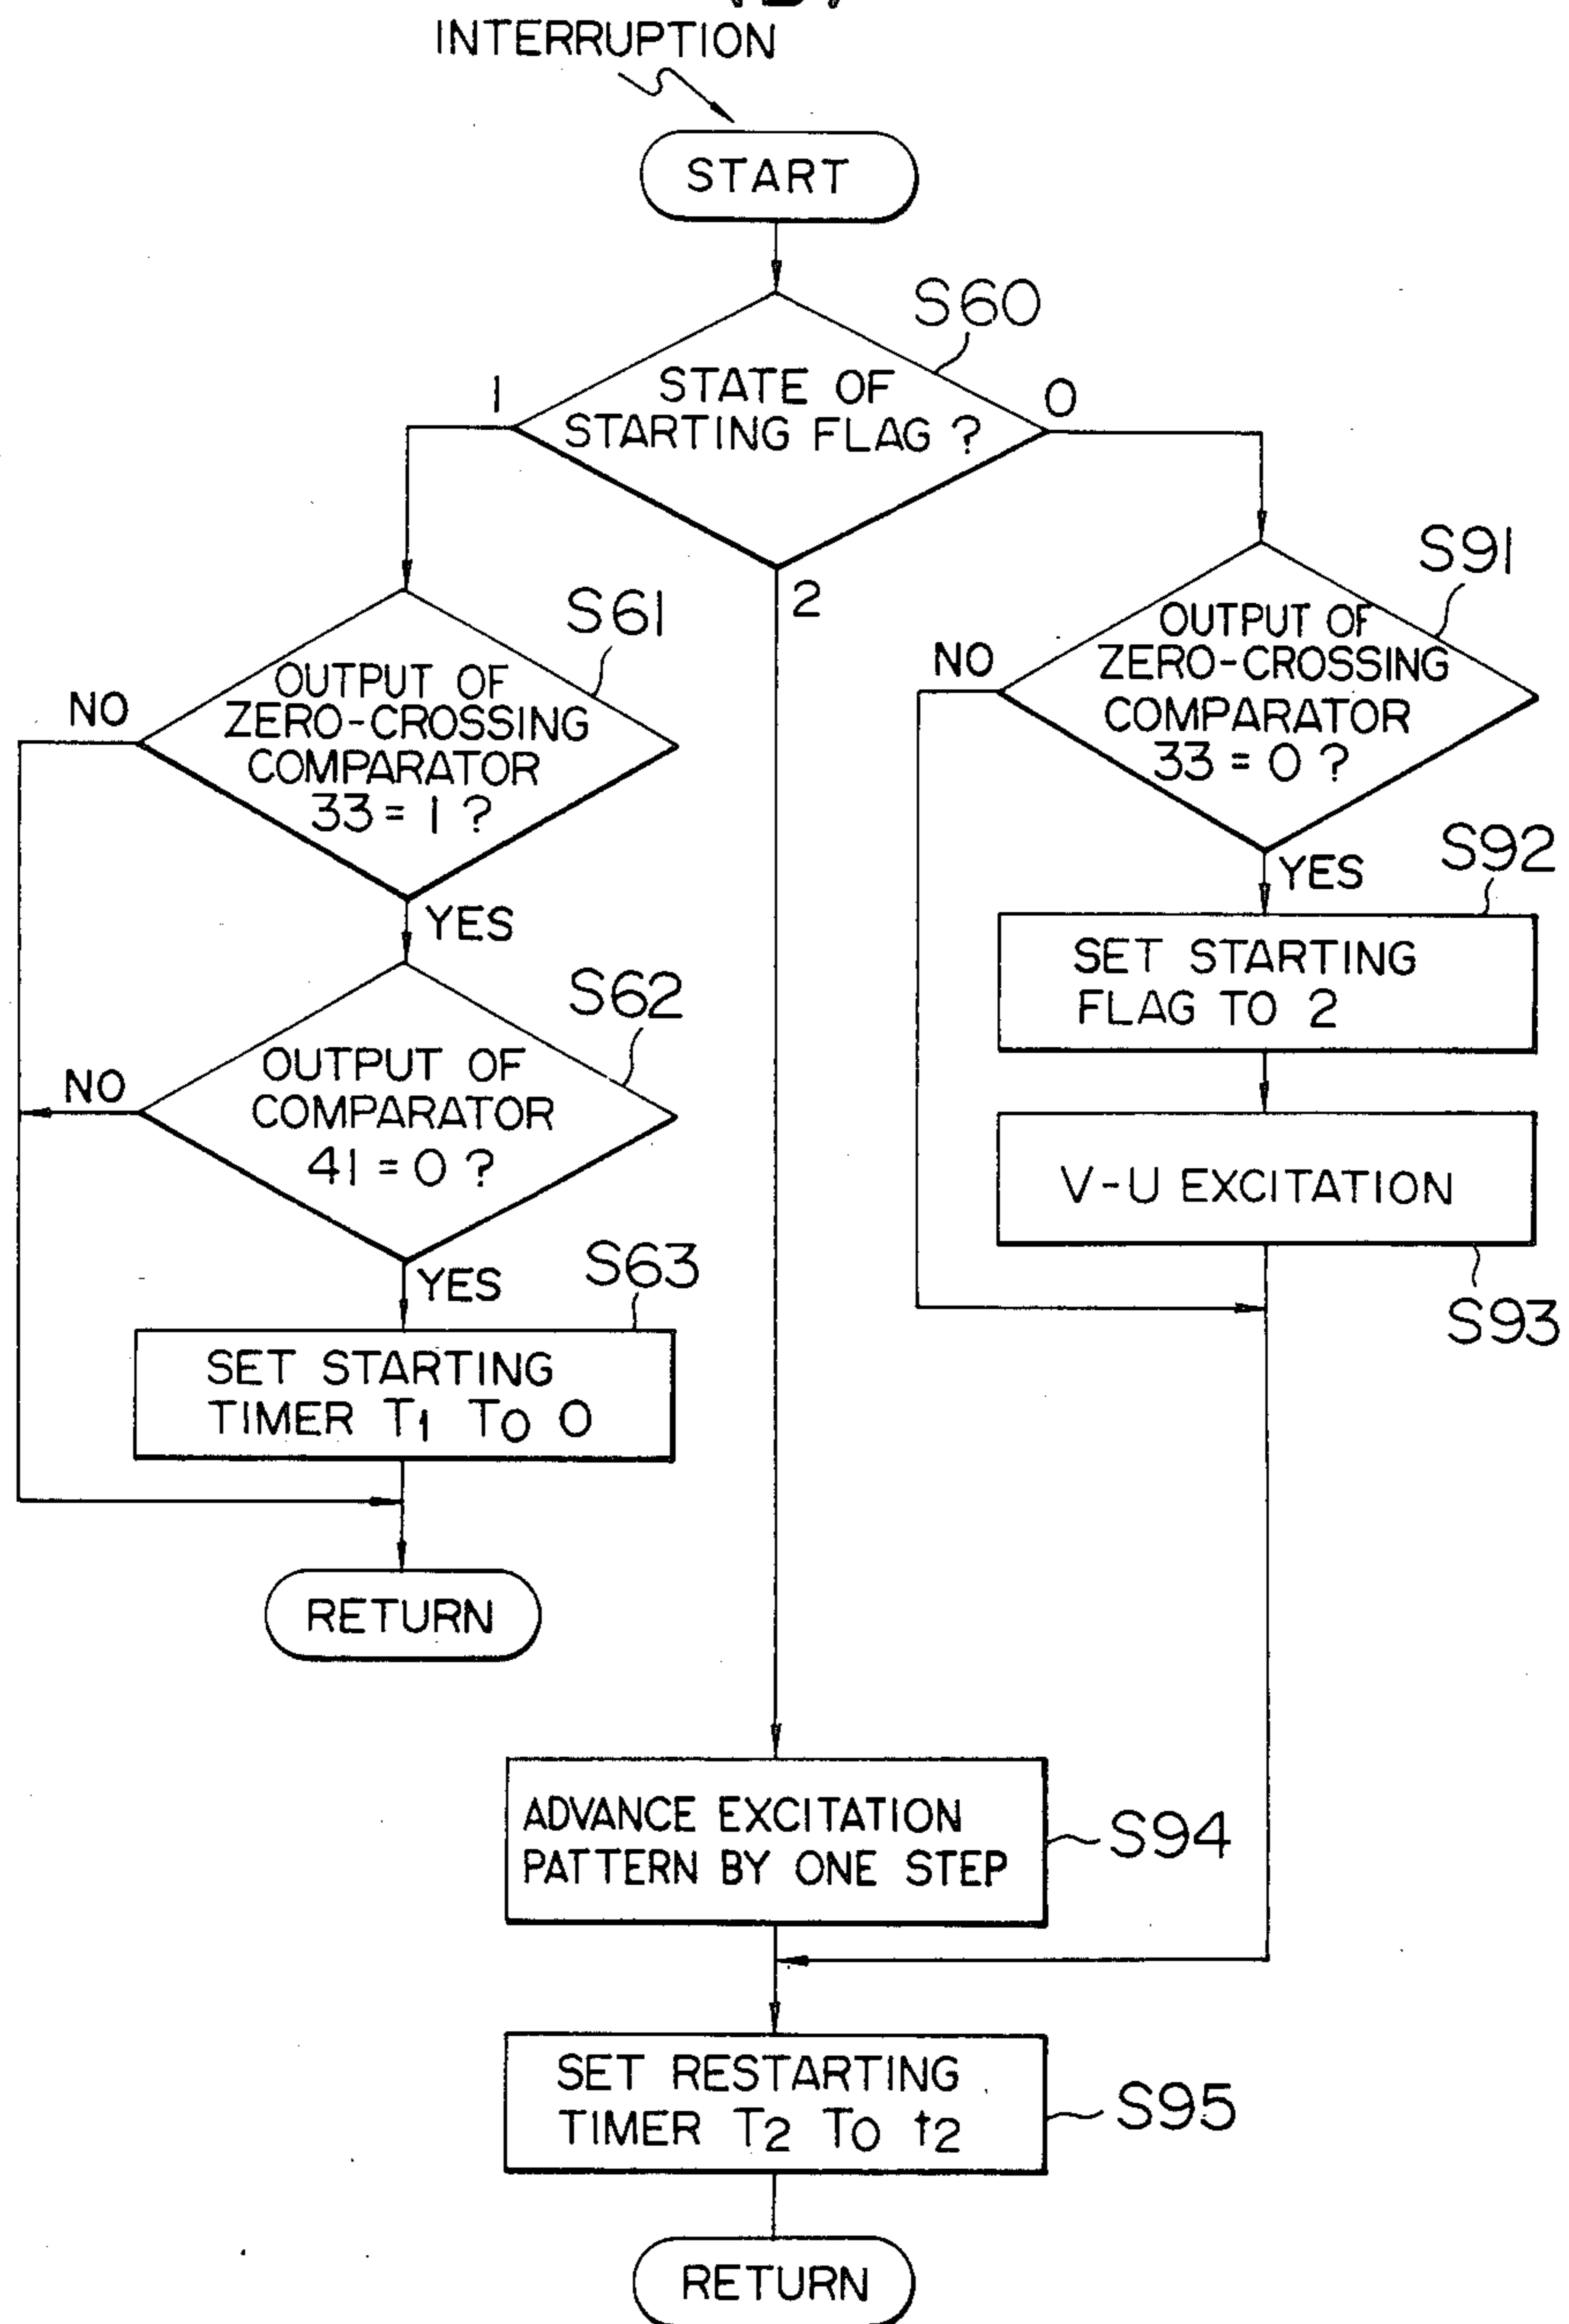 INTERRUPTION
START
S60
STATE OF
STARTING FLAG ?
1
0
2
S61
OUTPUT OF
ZERO-CROSSING
COMPARATOR
33 = 1 ?
NO
YES
S62
OUTPUT OF
COMPARATOR
41 = 0 ?
NO
YES
S63
SET STARTING
TIMER T1 TO 0
RETURN
S91
OUTPUT OF
ZERO-CROSSING
COMPARATOR
33 = 0 ?
NO
YES
S92
SET STARTING
FLAG TO 2
V-U EXCITATION
S93
ADVANCE EXCITATION
PATTERN BY ONE STEP
S94
SET RESTARTING
TIMER T2 TO t2
S95
RETURN